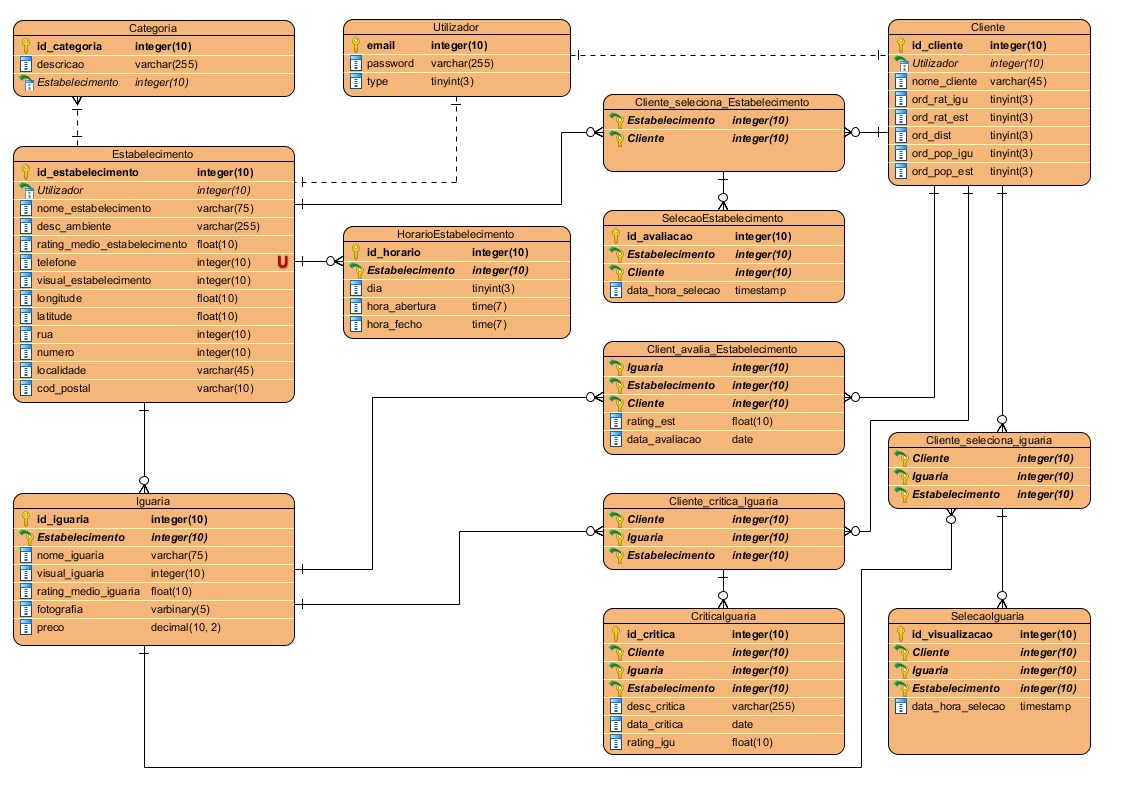 Categoria
id_categoria integer(10)
descricao varchar(255)
Estabelecimento integer(10)
Utilizador
email integer(10)
password varchar(255)
type tinyint(3)
Cliente
id_cliente integer(10)
Utilizador integer(10)
nome_cliente varchar(45)
ord_rat_igu tinyint(3)
ord_rat_est tinyint(3)
ord_dist tinyint(3)
ord_pop_igu tinyint(3)
ord_pop_est tinyint(3)
Cliente_seleciona_Estabelecimento
Estabelecimento integer(10)
Cliente integer(10)
Estabelecimento
id_estabelecimento integer(10)
Utilizador integer(10)
nome_estabelecimento varchar(75)
desc_ambiente varchar(255)
rating_medio_estabelecimento float(10)
telefone integer(10) U
visual_estabelecimento integer(10)
longitude float(10)
latitude float(10)
rua integer(10)
numero integer(10)
localidade varchar(45)
cod_postal varchar(10)
HorarioEstabelecimento
id_horario integer(10)
Estabelecimento integer(10)
dia tinyint(3)
hora_abertura time(7)
hora_fecho time(7)
SelecaoEstabelecimento
id_avaliacao integer(10)
Estabelecimento integer(10)
Cliente integer(10)
data_hora_selecao timestamp
Client_avalia_Estabelecimento
Iguaria integer(10)
Estabelecimento integer(10)
Cliente integer(10)
rating_est float(10)
data_avaliacao date
Cliente_seleciona_iguaria
Cliente integer(10)
Iguaria integer(10)
Estabelecimento integer(10)
Iguaria
id_iguaria integer(10)
Estabelecimento integer(10)
nome_iguaria varchar(75)
visual_iguaria integer(10)
rating_medio_iguaria float(10)
fotografia varbinary(5)
preco decimal(10, 2)
Cliente_critica_Iguaria
Cliente integer(10)
Iguaria integer(10)
Estabelecimento integer(10)
CriticaIguaria
id_critica integer(10)
Cliente integer(10)
Iguaria integer(10)
Estabelecimento integer(10)
desc_critica varchar(255)
data_critica date
rating_igu float(10)
SelecaoIguaria
id_visualizacao integer(10)
Cliente integer(10)
Iguaria integer(10)
Estabelecimento integer(10)
data_hora_selecao timestamp